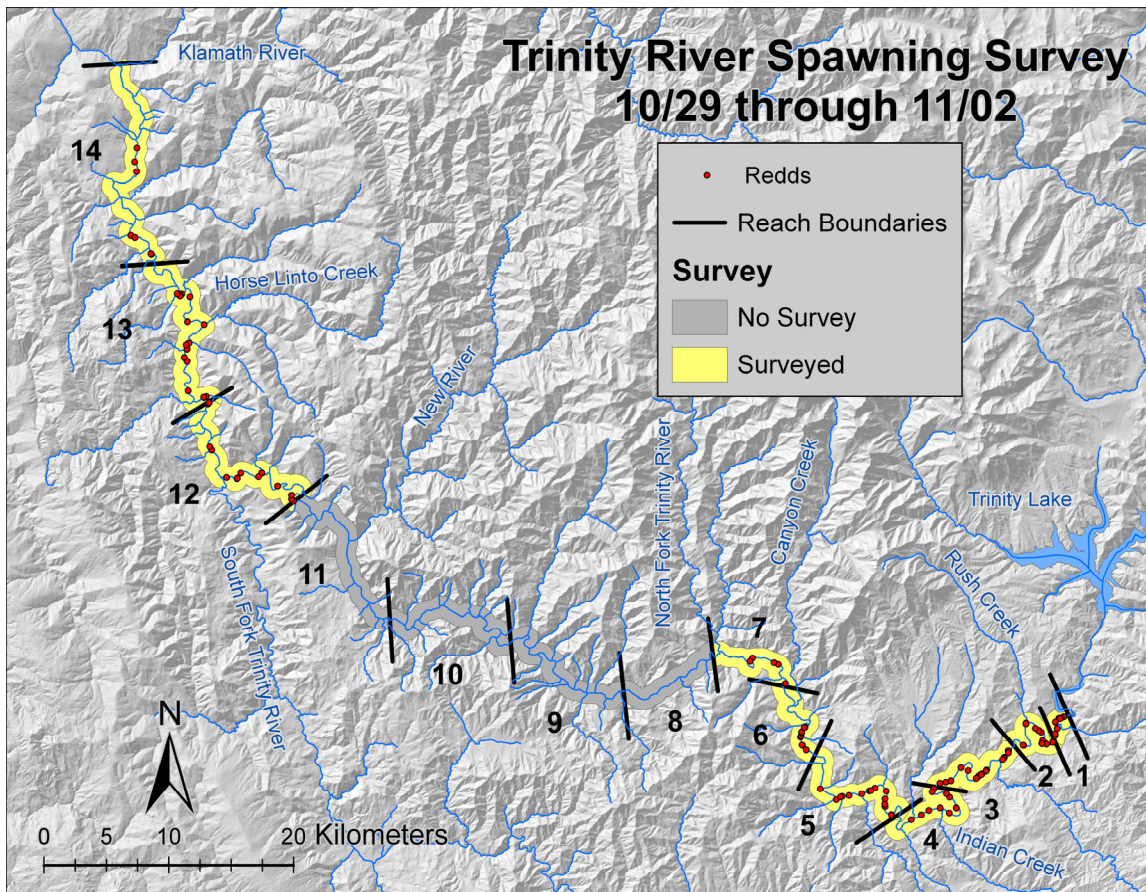 Trinity River Spawning Survey
10/29 through 11/02
Klamath River
Redds
Reach Boundaries
Survey
No Survey
Surveyed
14
Horse Linto Creek
13
New River
North Fork Trinity River
Canyon Creek
Trinity Lake
12
Rush Creek
South Fork Trinity River
11
10
9
8
7
6
5
4
3
2
1
Indian Creek
N
0 5 10 20 Kilometers